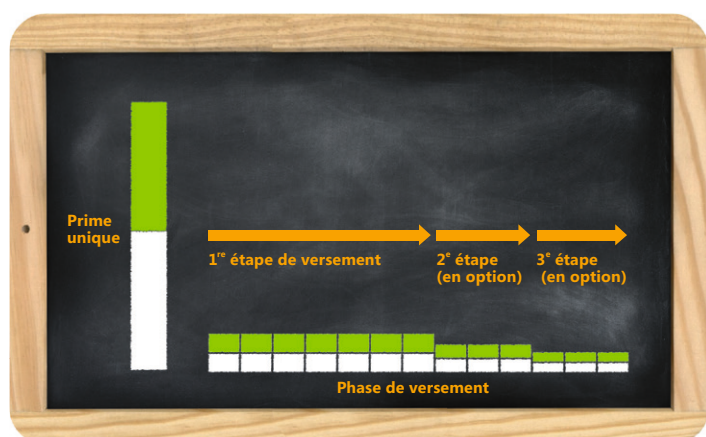 Prime
unique
1re étape de versement
2e étape
(en option)
3e étape
(en option)
Phase de versement